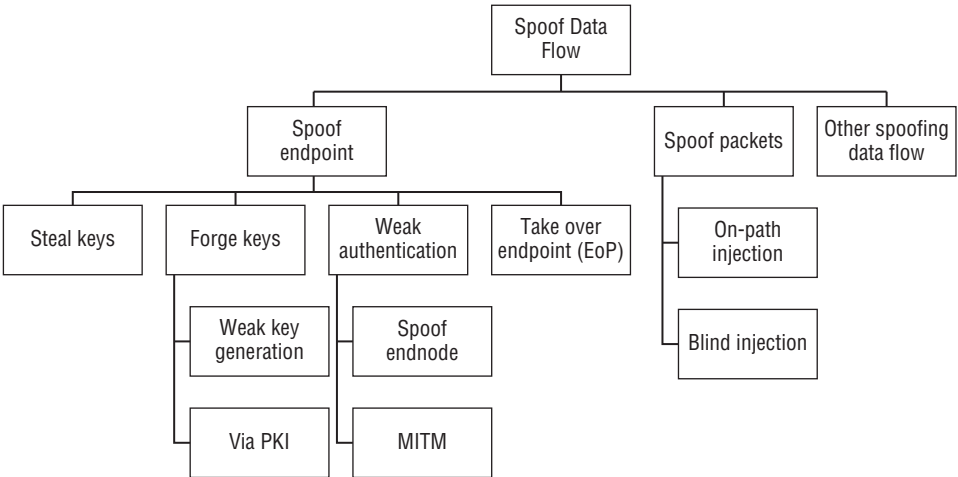 Spoof Data
Flow
Spoof
endpoint
Spoof packets
Other spoofing
data flow
Steal keys
Forge keys
Weak
authentication
Take over
endpoint (EoP)
On-path
injection
Weak key
generation
Spoof
endnode
Blind injection
Via PKI
MITM